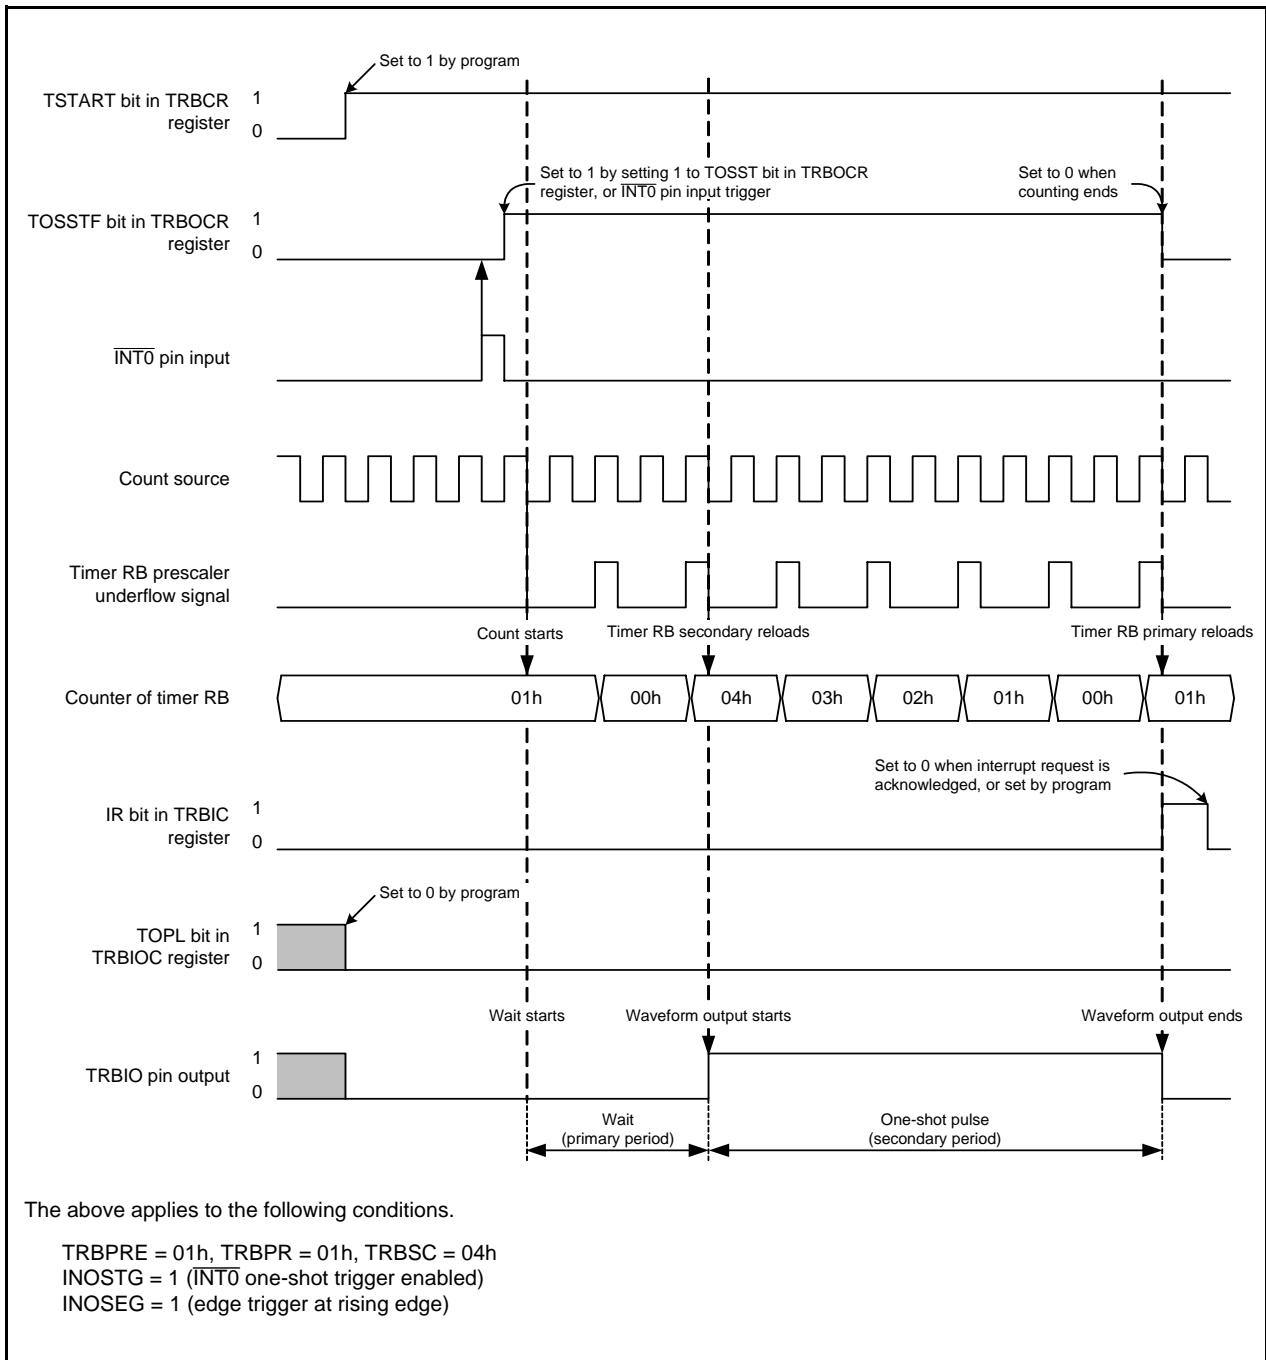 Set to 1 by program
TSTART bit in TRBCR
register
1
0
Set to 1 by setting 1 to TOSST bit in TRBOCR
register, or INT0 pin input trigger
Set to 0 when
counting ends
TOSSTF bit in TRBOCR
register
1
0
INT0 pin input
Count source
Timer RB prescaler
underflow signal
Count starts
Timer RB secondary reloads
Timer RB primary reloads
Counter of timer RB
01h
00h
04h
03h
02h
01h
00h
01h
Set to 0 when interrupt request is
acknowledged, or set by program
IR bit in TRBIC
register
1
0
Set to 0 by program
TOPL bit in
TRBIOC register
1
0
Wait starts
Waveform output starts
Waveform output ends
TRBIO pin output
1
0
Wait
(primary period)
One-shot pulse
(secondary period)
The above applies to the following conditions.
TRBPRE = 01h, TRBPR = 01h, TRBSC = 04h
INOSTG = 1 (INT0 one-shot trigger enabled)
INOSEG = 1 (edge trigger at rising edge)